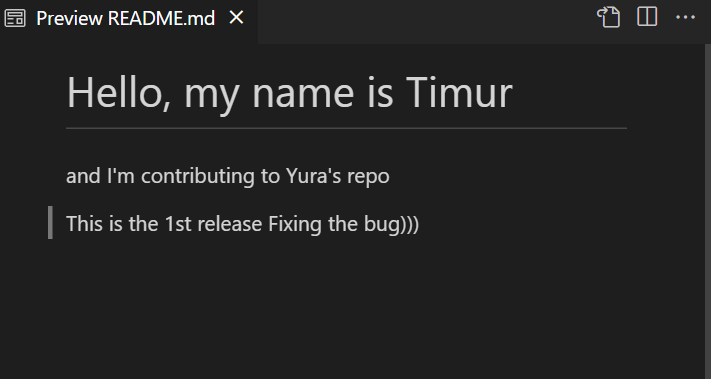 Preview README.md
Hello, my name is Timur
and I'm contributing to Yura's repo
This is the 1st release Fixing the bug)))